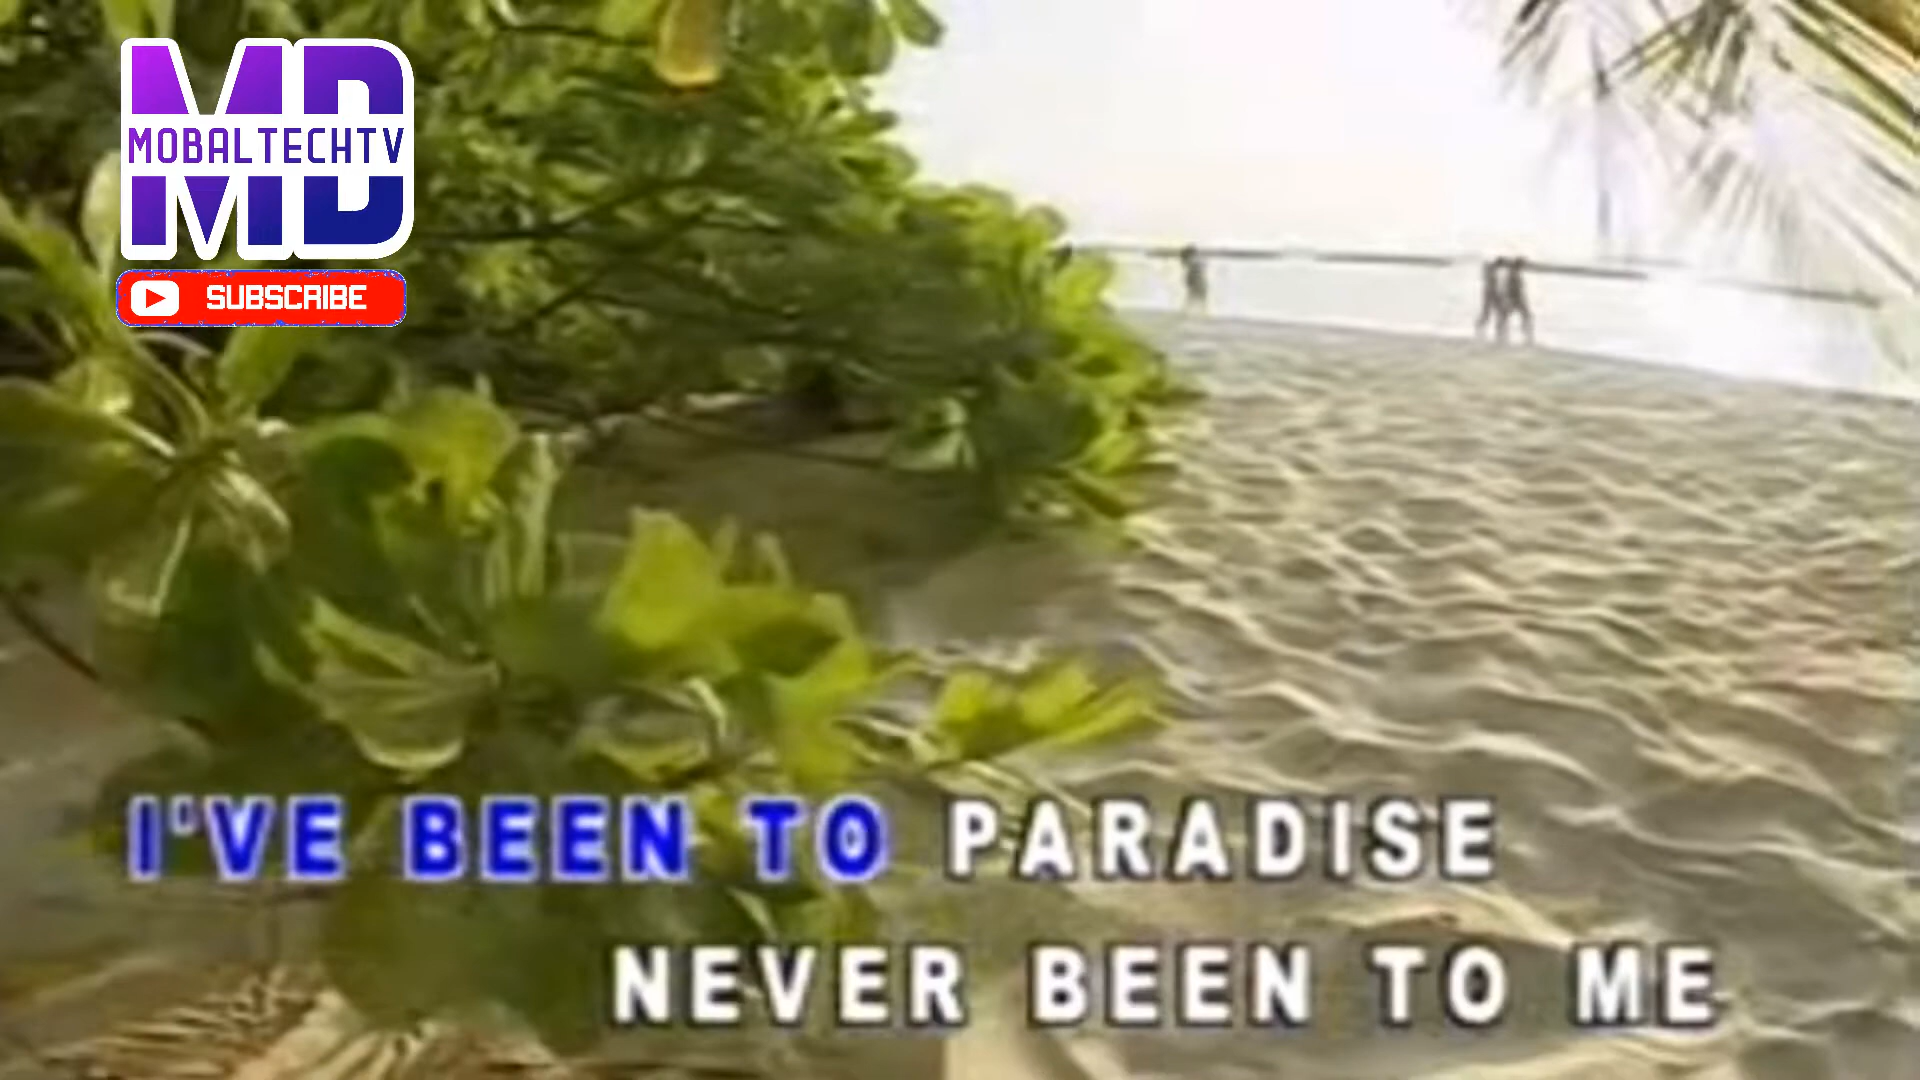 MD
MOBALTECHTV
SUBSCRIBE
I'VE BEEN TO PARADISE
NEVER BEEN TO ME